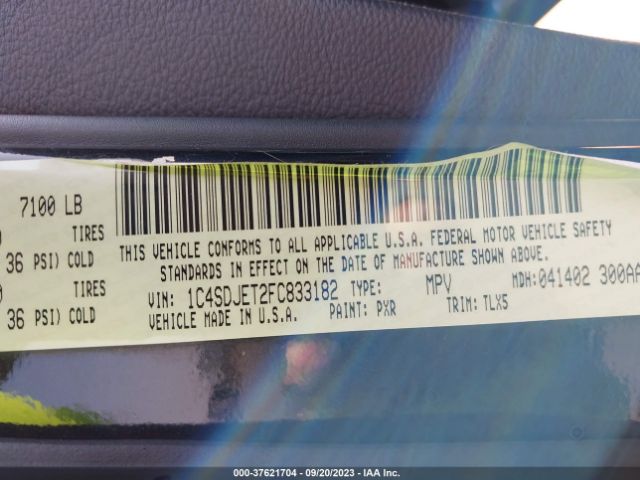 7100 LB
TIRES
36 PSI) COLD
TIRES
36 PSI) COLD
THIS VEHICLE CONFORMS TO ALL APPLICABLE U.S.A. FEDERAL MOTOR VEHICLE SAFETY
STANDARDS IN EFFECT ON THE DATE OF MANUFACTURE SHOWN ABOVE.
VIN: 1C4SDJET2FC833182 TYPE: MPV MDH:041402 300AA
VEHICLE MADE IN U.S.A. PAINT: PXR TRIM: TLX5
000-37621704 - 09/20/2023 - IAA Inc.